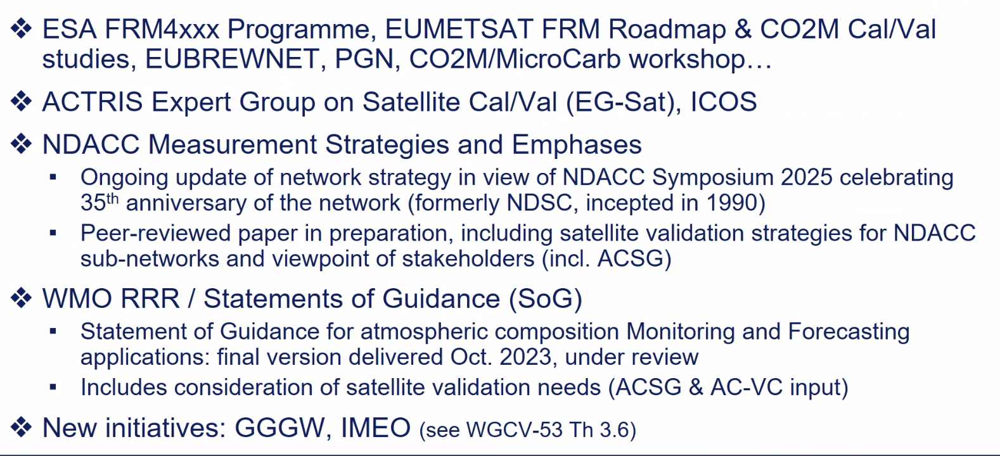 ❖ ESA FRM4xxx Programme, EUMETSAT FRM Roadmap & CO2M Cal/Val
studies, EUBREWNET, PGN, CO2M/MicroCarb workshop…
❖ ACTRIS Expert Group on Satellite Cal/Val (EG-Sat), ICOS
❖ NDACC Measurement Strategies and Emphases
▪ Ongoing update of network strategy in view of NDACC Symposium 2025 celebrating
35th anniversary of the network (formerly NDSC, incepted in 1990)
▪ Peer-reviewed paper in preparation, including satellite validation strategies for NDACC
sub-networks and viewpoint of stakeholders (incl. ACSG)
❖ WMO RRR / Statements of Guidance (SoG)
▪ Statement of Guidance for atmospheric composition Monitoring and Forecasting
applications: final version delivered Oct. 2023, under review
▪ Includes consideration of satellite validation needs (ACSG & AC-VC input)
❖ New initiatives: GGGW, IMEO (see WGCV-53 Th 3.6)